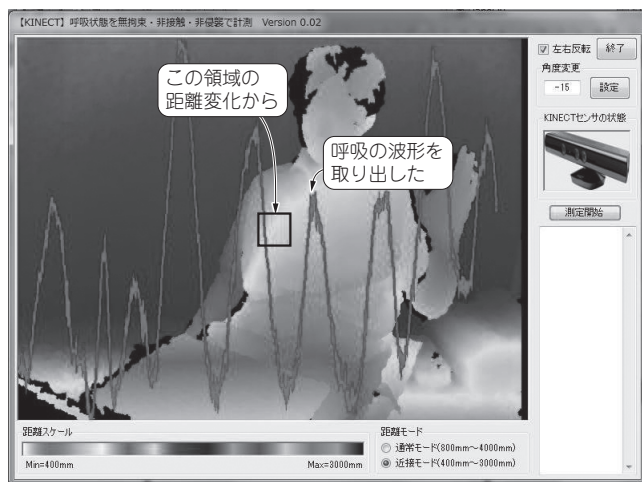 【KINECT】呼吸状態を無拘束・非接触・非侵襲で計測 Version 0.02
この領域の
距離変化から
呼吸の波形を
取り出した
左右反転
終了
角度変更
-15
設定
KINECTセンサの状態
測定開始
距離スケール
Min=400mm
Max=3000mm
距離モード
通常モード(800mm~4000mm)
近接モード(400mm~3000mm)